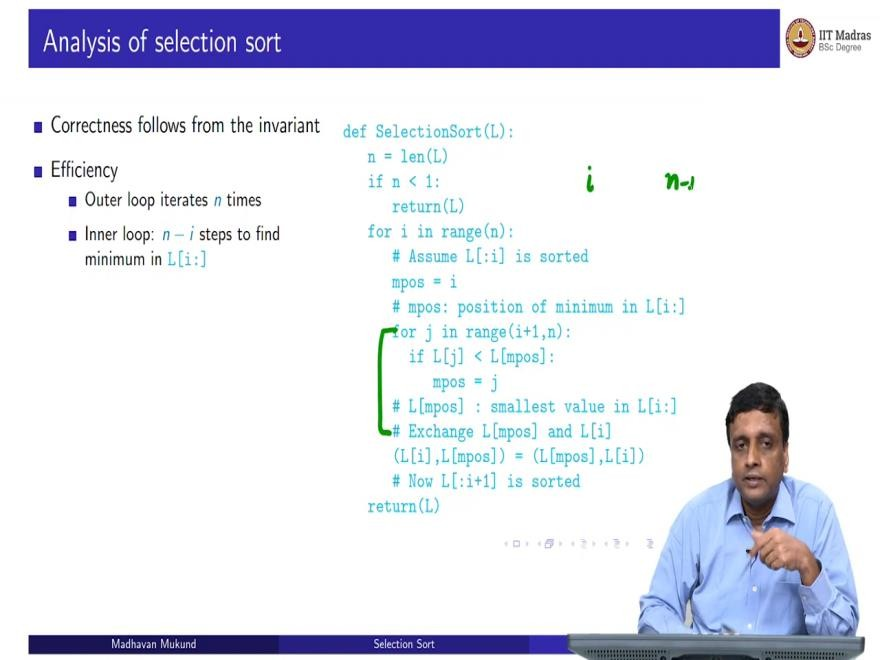 Analysis of selection sort
IIT Madras
BSc Degree
Correctness follows from the invariant
Efficiency
Outer loop iterates n times
Inner loop: n − i steps to find
minimum in L[i:]
def SelectionSort(L):
n = len(L)
if n < 1:
return(L)
for i in range(n):
# Assume L[:i] is sorted
mpos = i
# mpos: position of minimum in L[i:]
for j in range(i+1,n):
if L[j] < L[mpos]:
mpos = j
# L[mpos] : smallest value in L[i:]
# Exchange L[mpos] and L[i]
(L[i],L[mpos]) = (L[mpos],L[i])
# Now L[:i+1] is sorted
return(L)
i n-1
Madhavan Mukund
Selection Sort